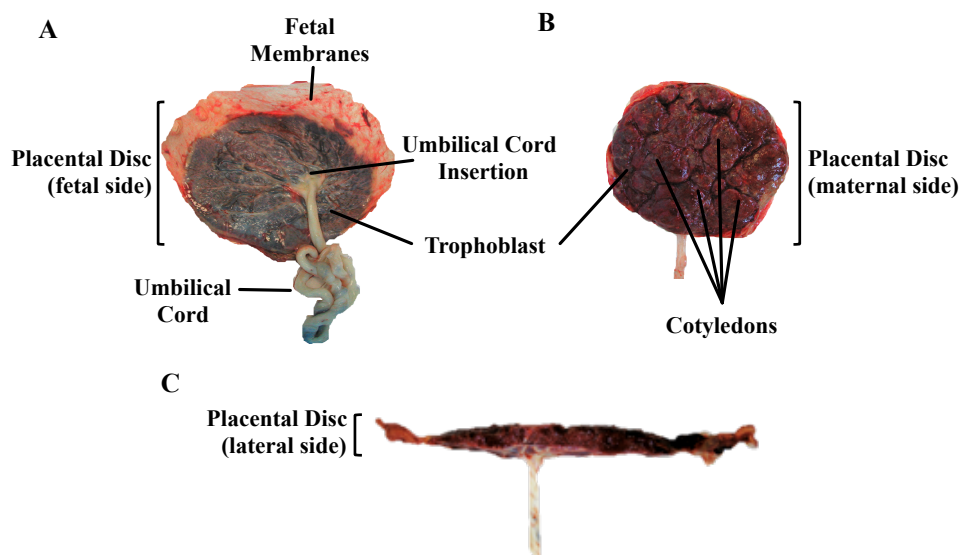 A
Fetal
Membranes
Placental Disc
(fetal side)
Umbilical Cord
Insertion
Trophoblast
Umbilical
Cord
B
Placental Disc
(maternal side)
Cotyledons
C
Placental Disc
(lateral side)